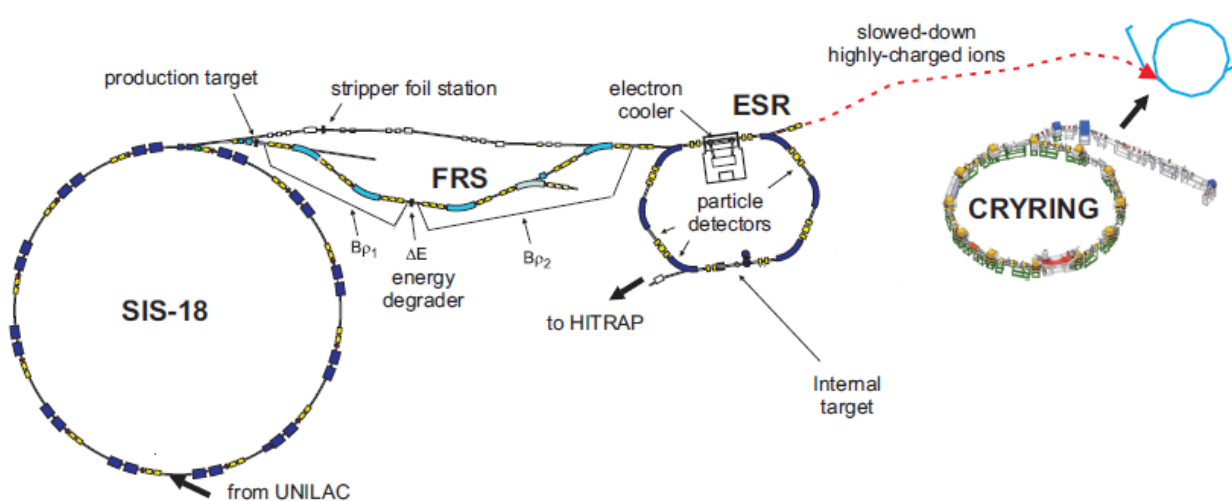 slowed-down
highly-charged ions
production target
stripper foil station
electron
cooler
ESR
FRS
particle
detectors
CRYRING
Bρ1
ΔE
Bρ2
energy
degrader
SIS-18
to HITRAP
Internal
target
from UNILAC